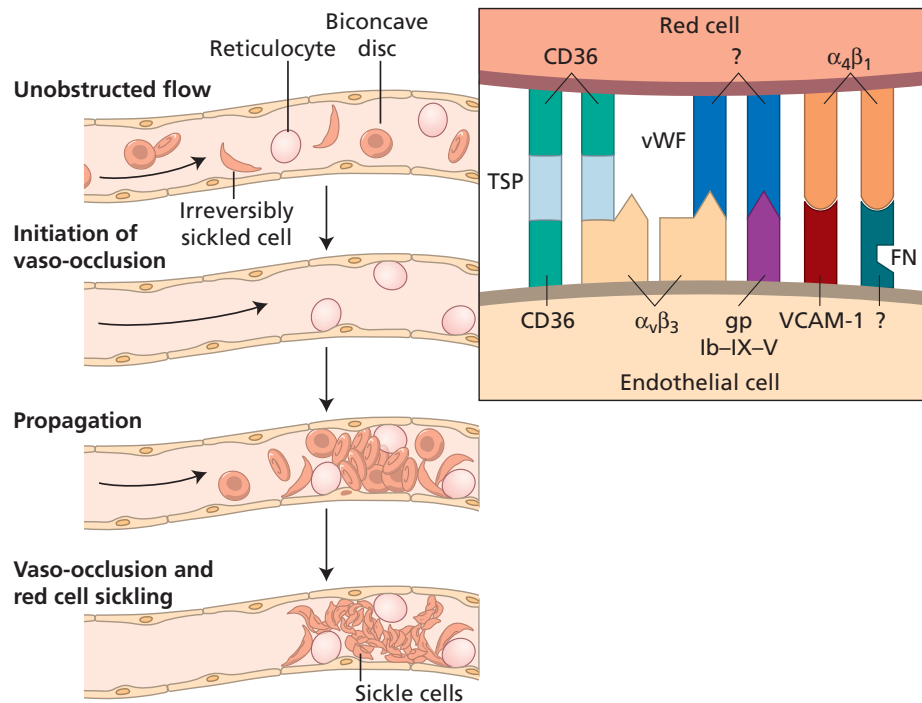 Biconcave
disc
Reticulocyte
Unobstructed flow
Irreversibly
sickled cell
Initiation of
vaso-occlusion
Propagation
Vaso-occlusion and
red cell sickling
Sickle cells
Red cell
CD36
?
α₄β₁
vWF
TSP
FN
CD36
αᵥβ₃
gp
Ib–IX–V
VCAM-1
?
Endothelial cell